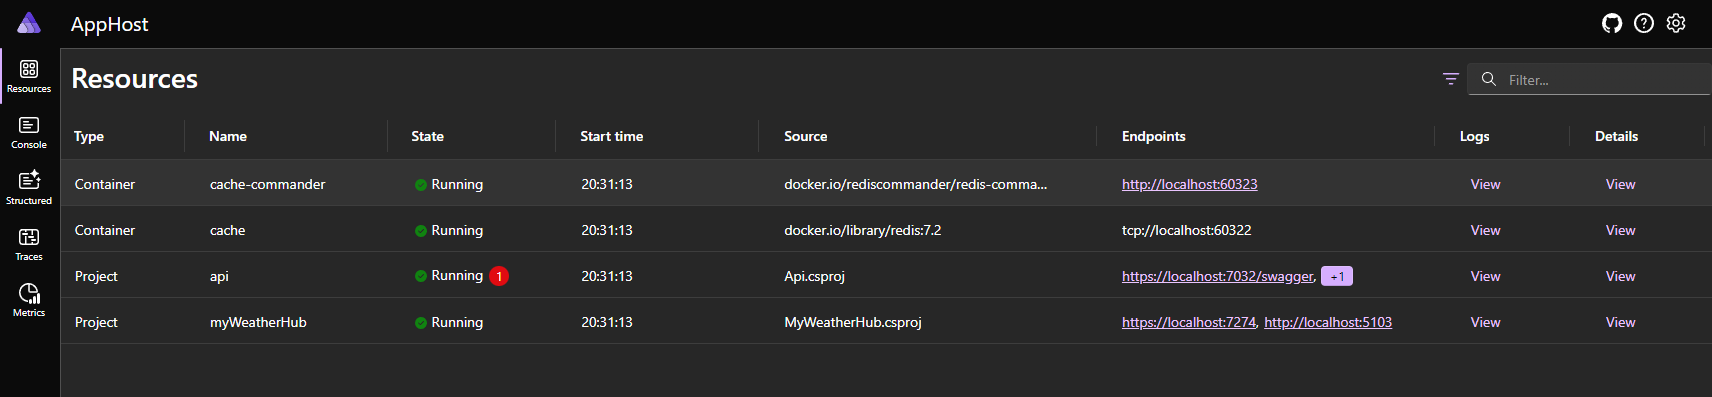 AppHost
Resources
Filter...
Resources
Console
Structured
Traces
Metrics
Type Name State Start time Source Endpoints Logs Details
Container cache-commander Running 20:31:13 docker.io/rediscommander/redis-comma... http://localhost:60323 View View
Container cache Running 20:31:13 docker.io/library/redis:7.2 tcp://localhost:60322 View View
Project api Running 1 20:31:13 Api.csproj https://localhost:7032/swagger, +1 View View
Project myWeatherHub Running 20:31:13 MyWeatherHub.csproj https://localhost:7274, http://localhost:5103 View View